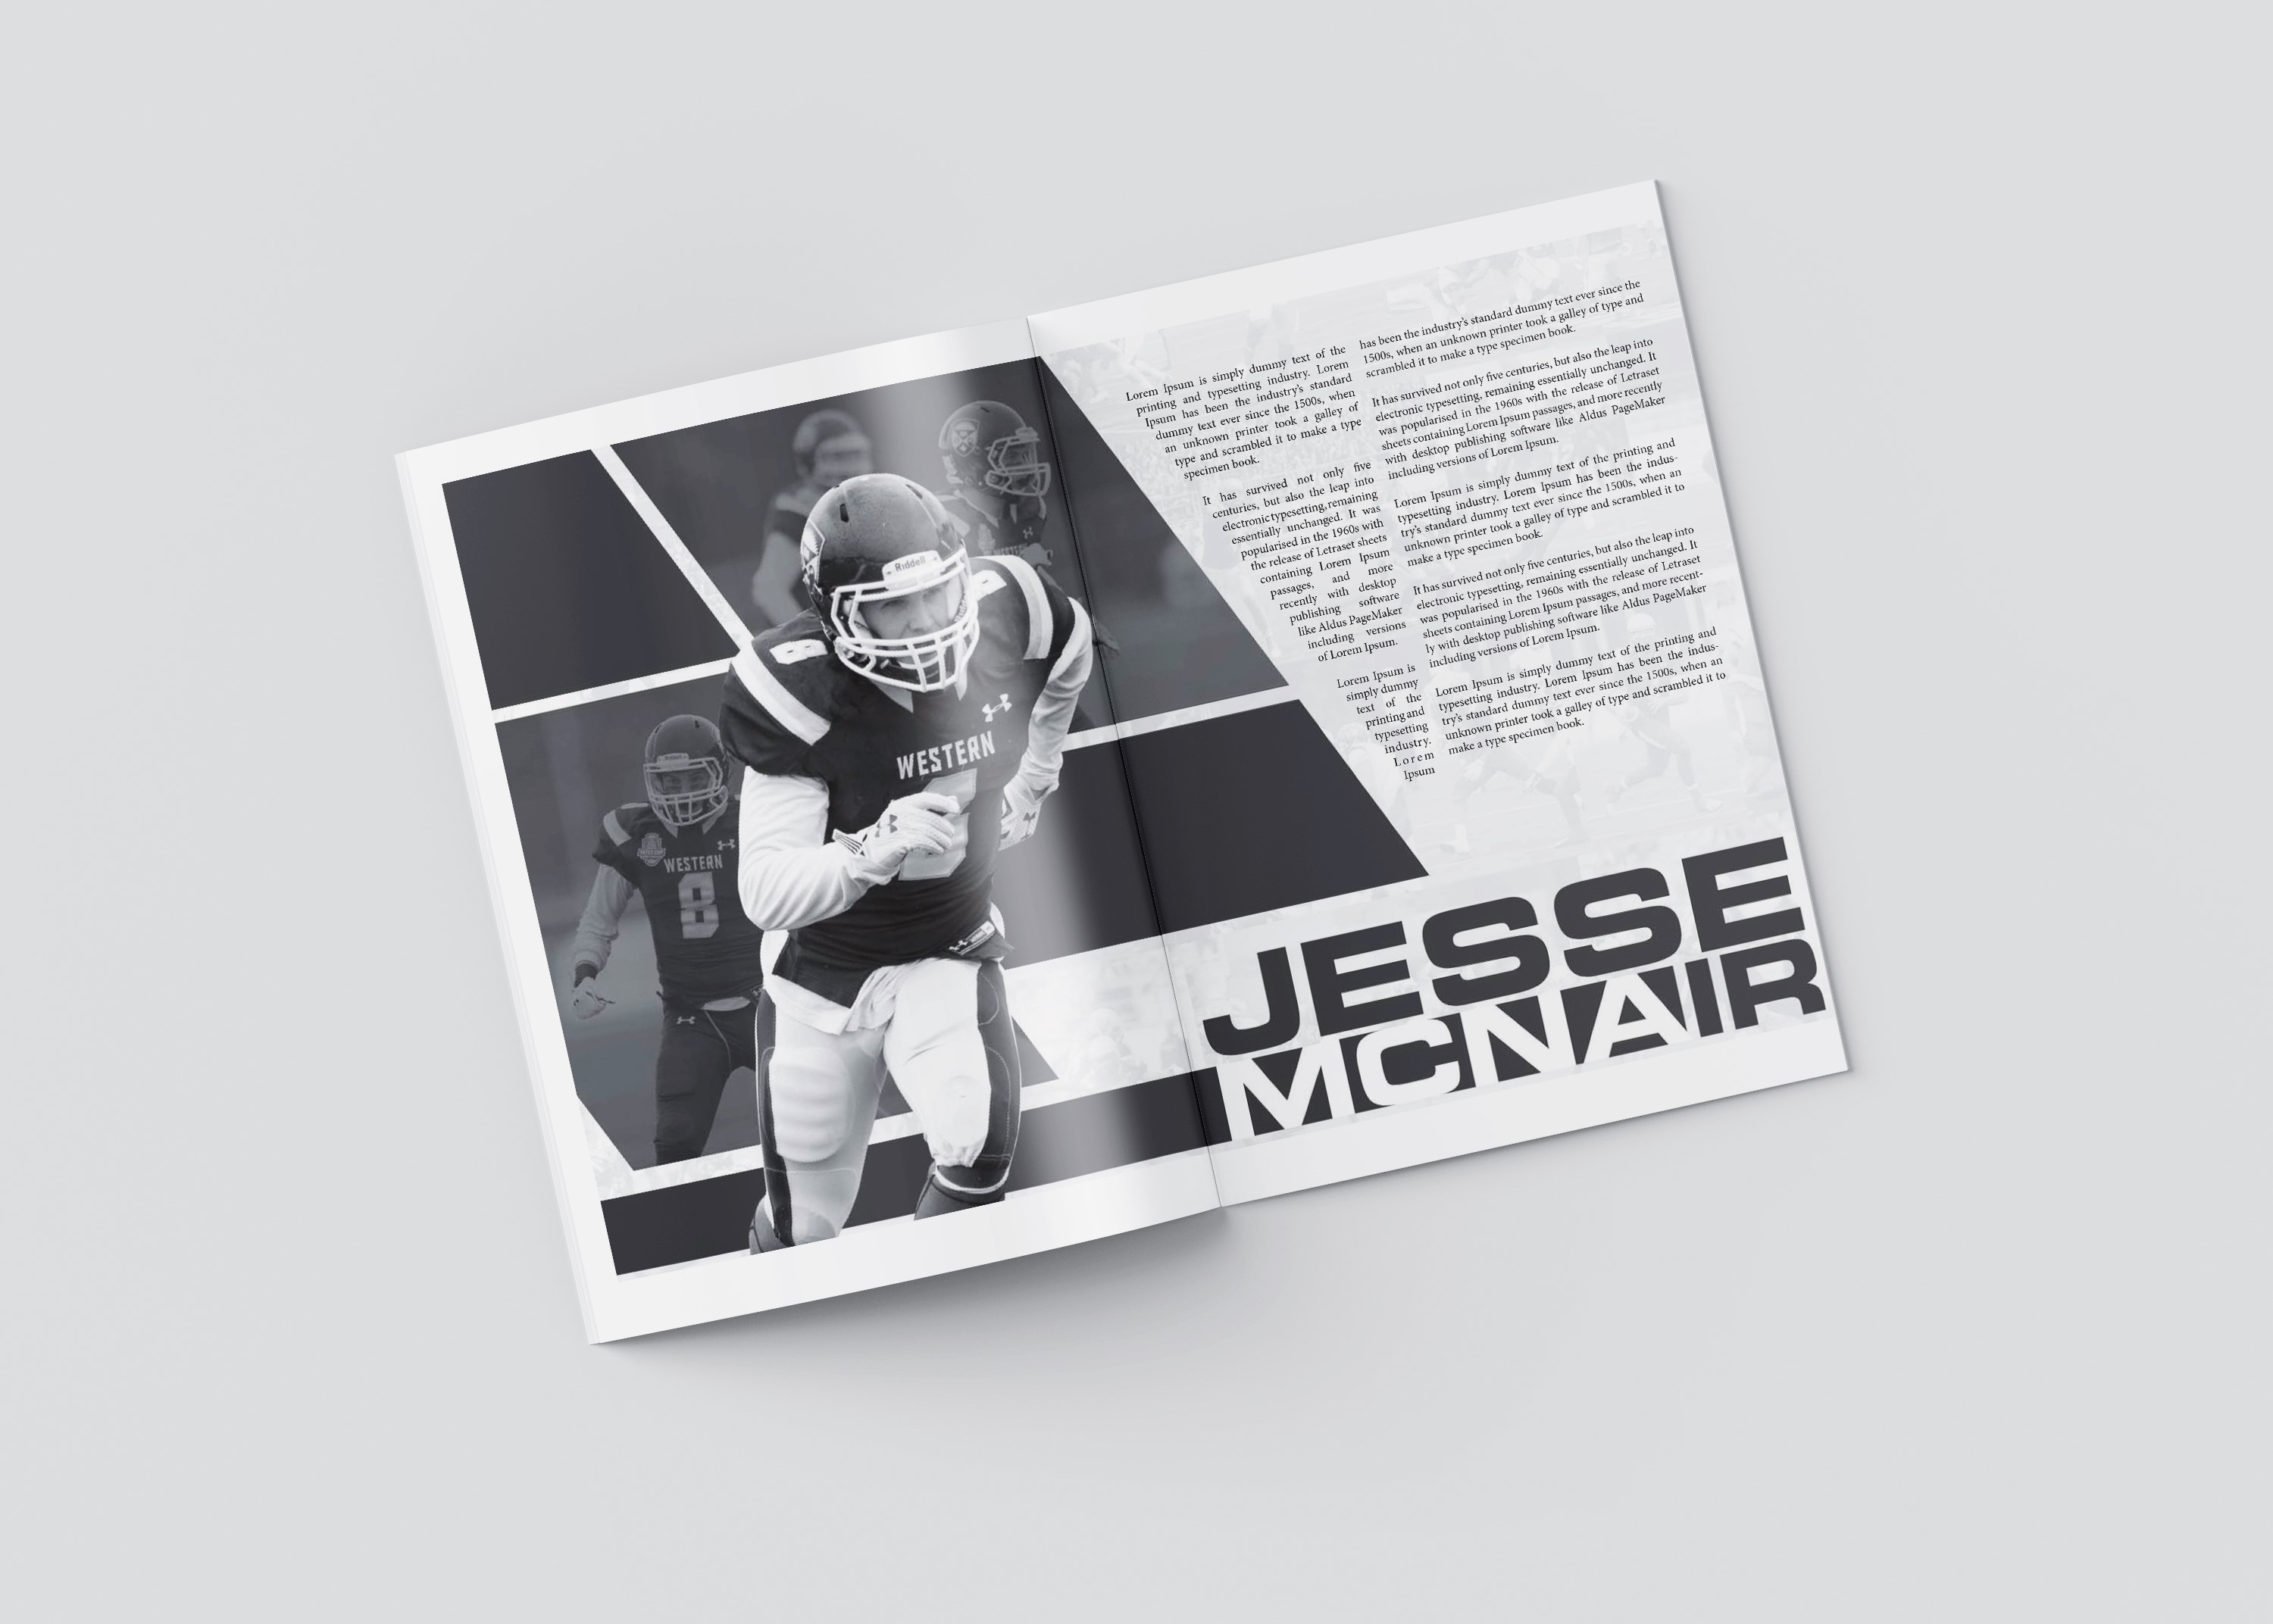 Riddell
WESTERN
8
Riddell
WESTERN
8
Lorem Ipsum is simply dummy text of the
printing and typesetting industry. Lorem
Ipsum has been the industry's standard
dummy text ever since the 1500s, when
an unknown printer took a galley of
type and scrambled it to make a type
specimen book.
It has survived not only five
centuries, but also the leap into
electronic typesetting, remaining
essentially unchanged. It was
popularised in the 1960s with
the release of Letraset sheets
containing Lorem Ipsum
passages, and more
recently with desktop
publishing software
like Aldus PageMaker
including versions
of Lorem Ipsum.
Lorem Ipsum is
simply dummy
text of the
printing and
typesetting
industry.
Lorem
Ipsum
has been the industry's standard dummy text ever since the
1500s, when an unknown printer took a galley of type and
scrambled it to make a type specimen book.
It has survived not only five centuries, but also the leap into
electronic typesetting, remaining essentially unchanged. It
was popularised in the 1960s with the release of Letraset
sheets containing Lorem Ipsum passages, and more recently
with desktop publishing software like Aldus PageMaker
including versions of Lorem Ipsum.
Lorem Ipsum is simply dummy text of the printing and
typesetting industry. Lorem Ipsum has been the indus-
try's standard dummy text ever since the 1500s, when an
unknown printer took a galley of type and scrambled it to
make a type specimen book.
It has survived not only five centuries, but also the leap into
electronic typesetting, remaining essentially unchanged. It
was popularised in the 1960s with the release of Letraset
sheets containing Lorem Ipsum passages, and more recent-
ly with desktop publishing software like Aldus PageMaker
including versions of Lorem Ipsum.
Lorem Ipsum is simply dummy text of the printing and
typesetting industry. Lorem Ipsum has been the indus-
try's standard dummy text ever since the 1500s, when an
unknown printer took a galley of type and scrambled it to
make a type specimen book.
JESSE
MCNAIR